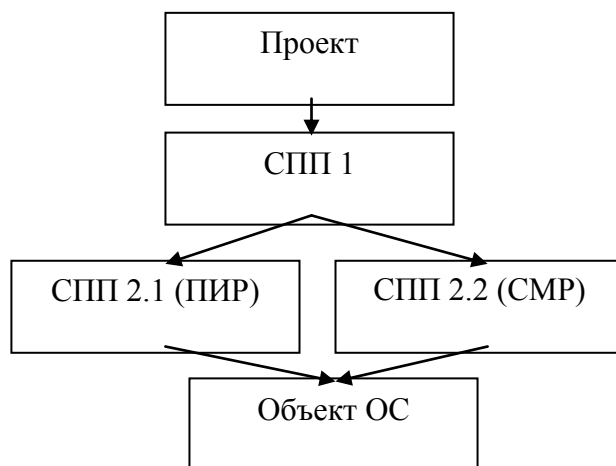 Проект
СПП 1
СПП 2.1 (ПИР)
СПП 2.2 (СМР)
Объект ОС